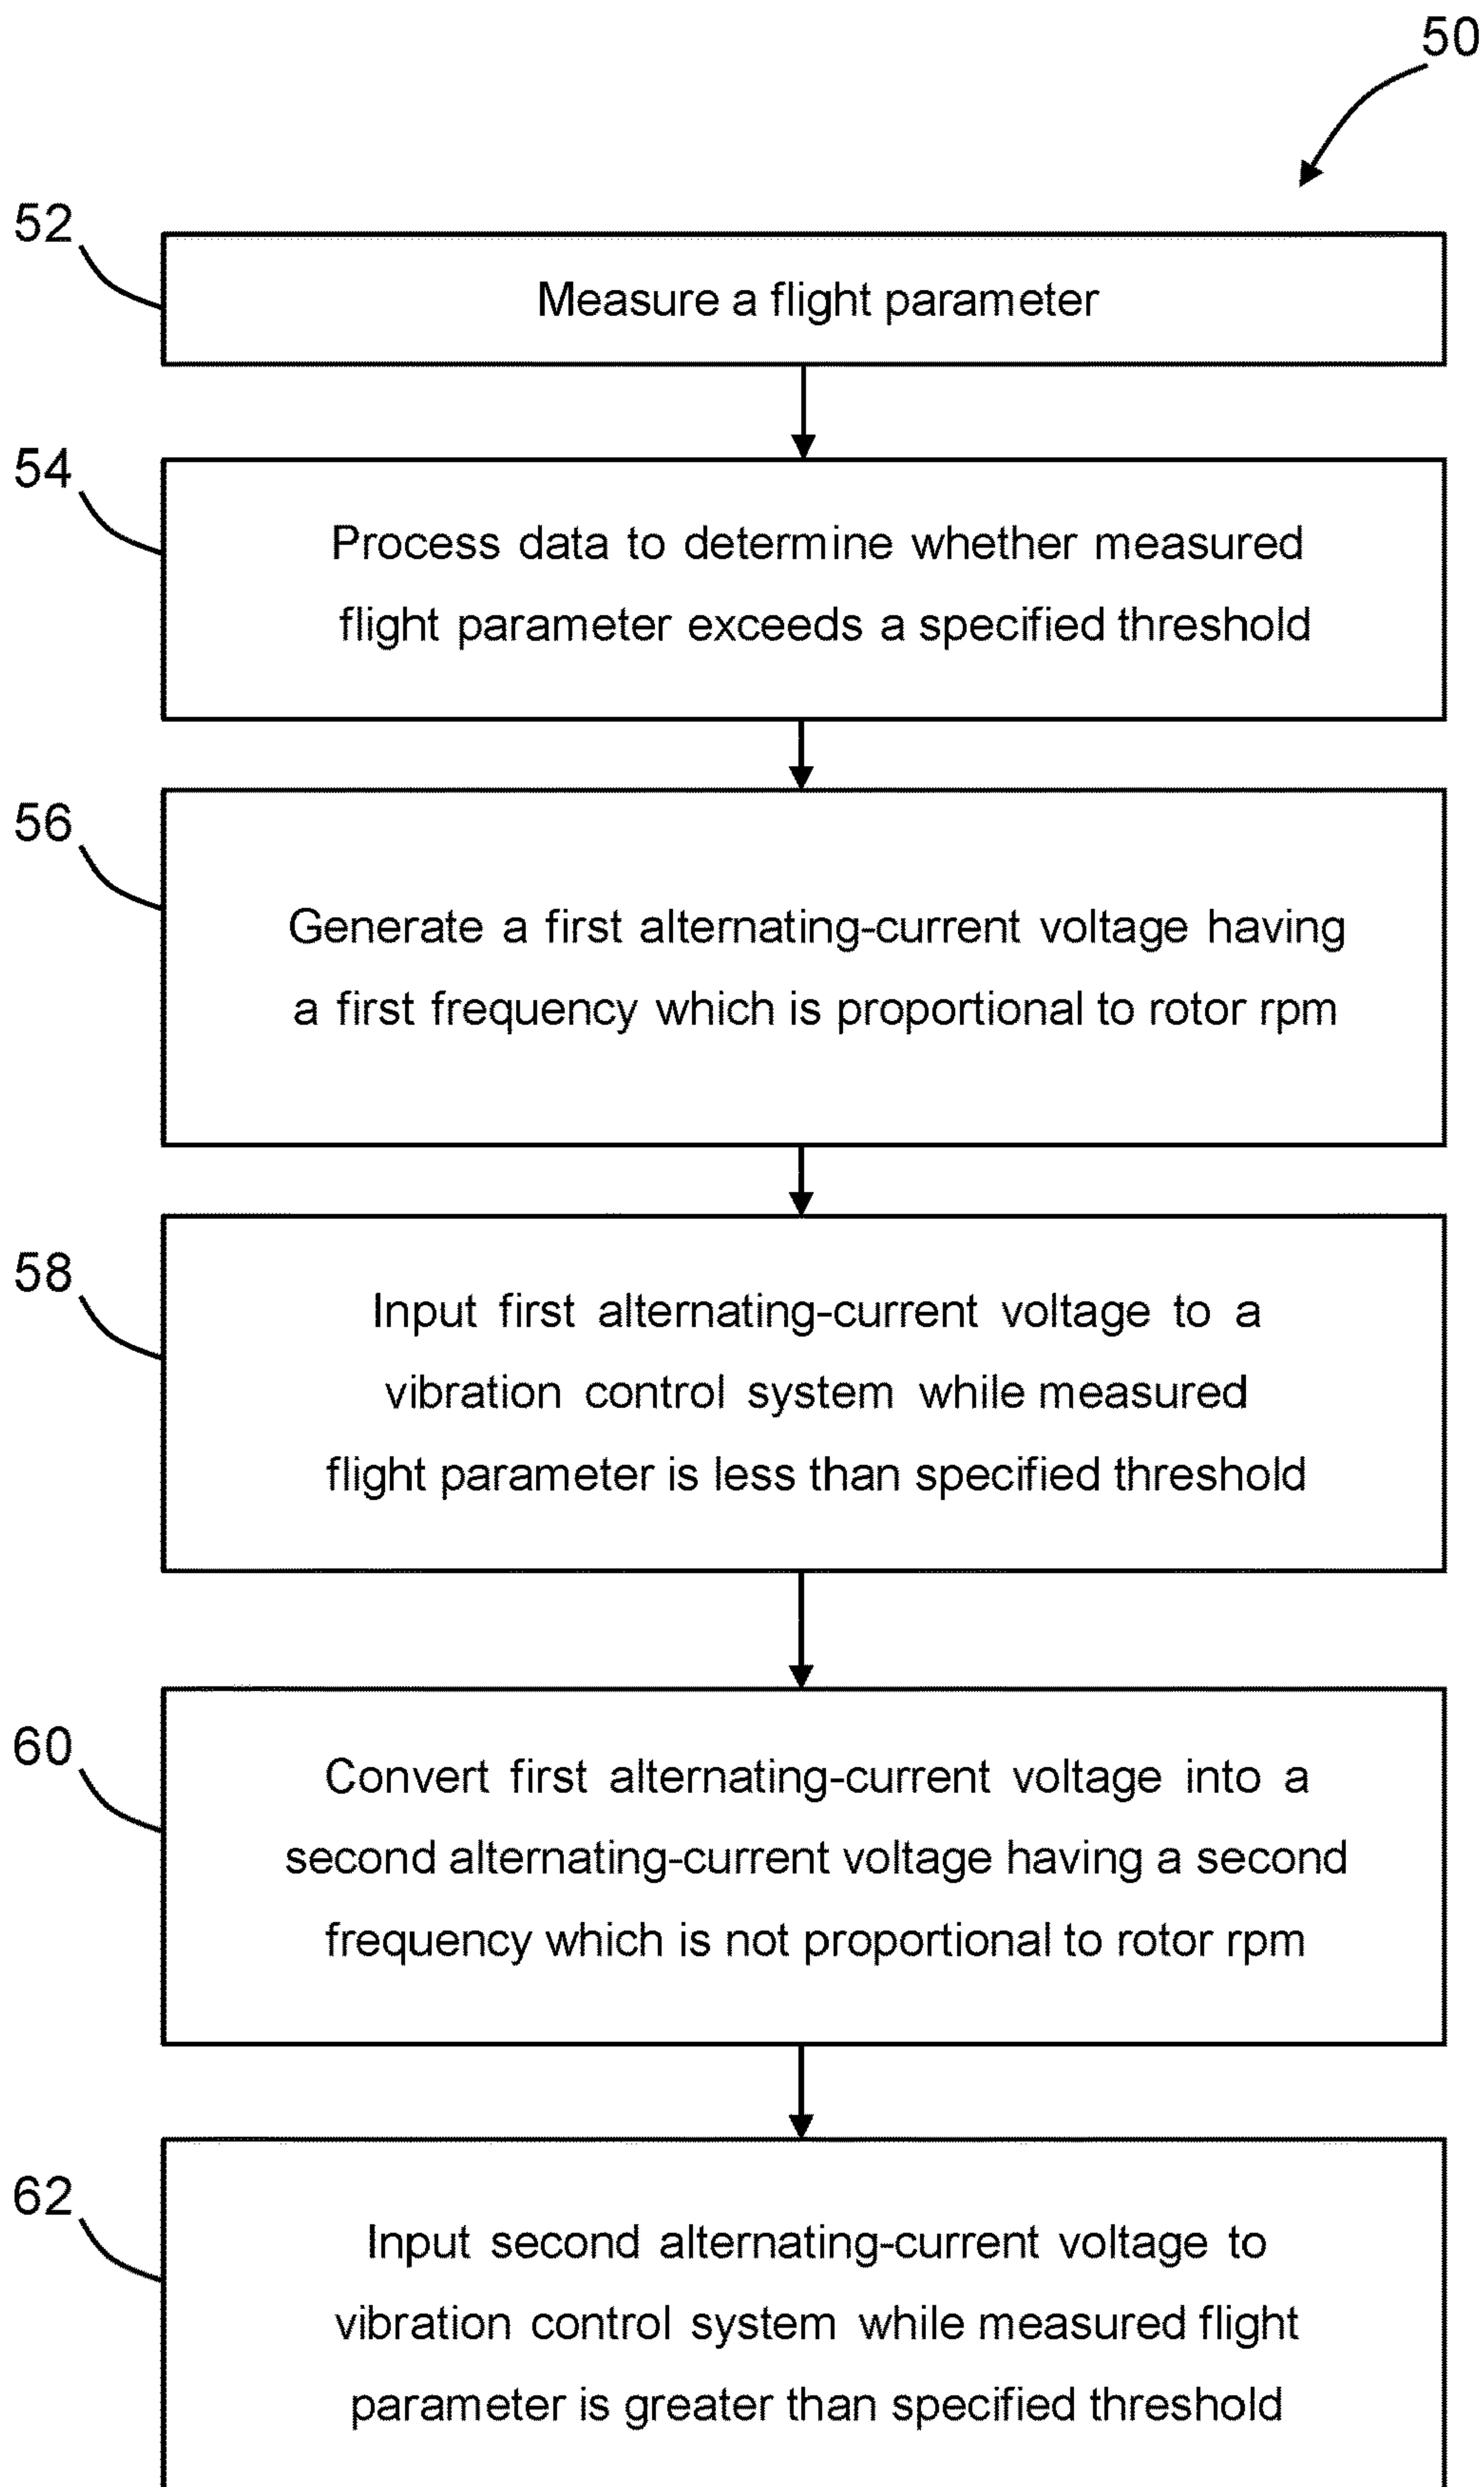 50
52
Measure a flight parameter
54
Process data to determine whether measured
flight parameter exceeds a specified threshold
56
Generate a first alternating-current voltage having
a first frequency which is proportional to rotor rpm
58
Input first alternating-current voltage to a
vibration control system while measured
flight parameter is less than specified threshold
60
Convert first alternating-current voltage into a
second alternating-current voltage having a second
frequency which is not proportional to rotor rpm
62
Input second alternating-current voltage to
vibration control system while measured flight
parameter is greater than specified threshold